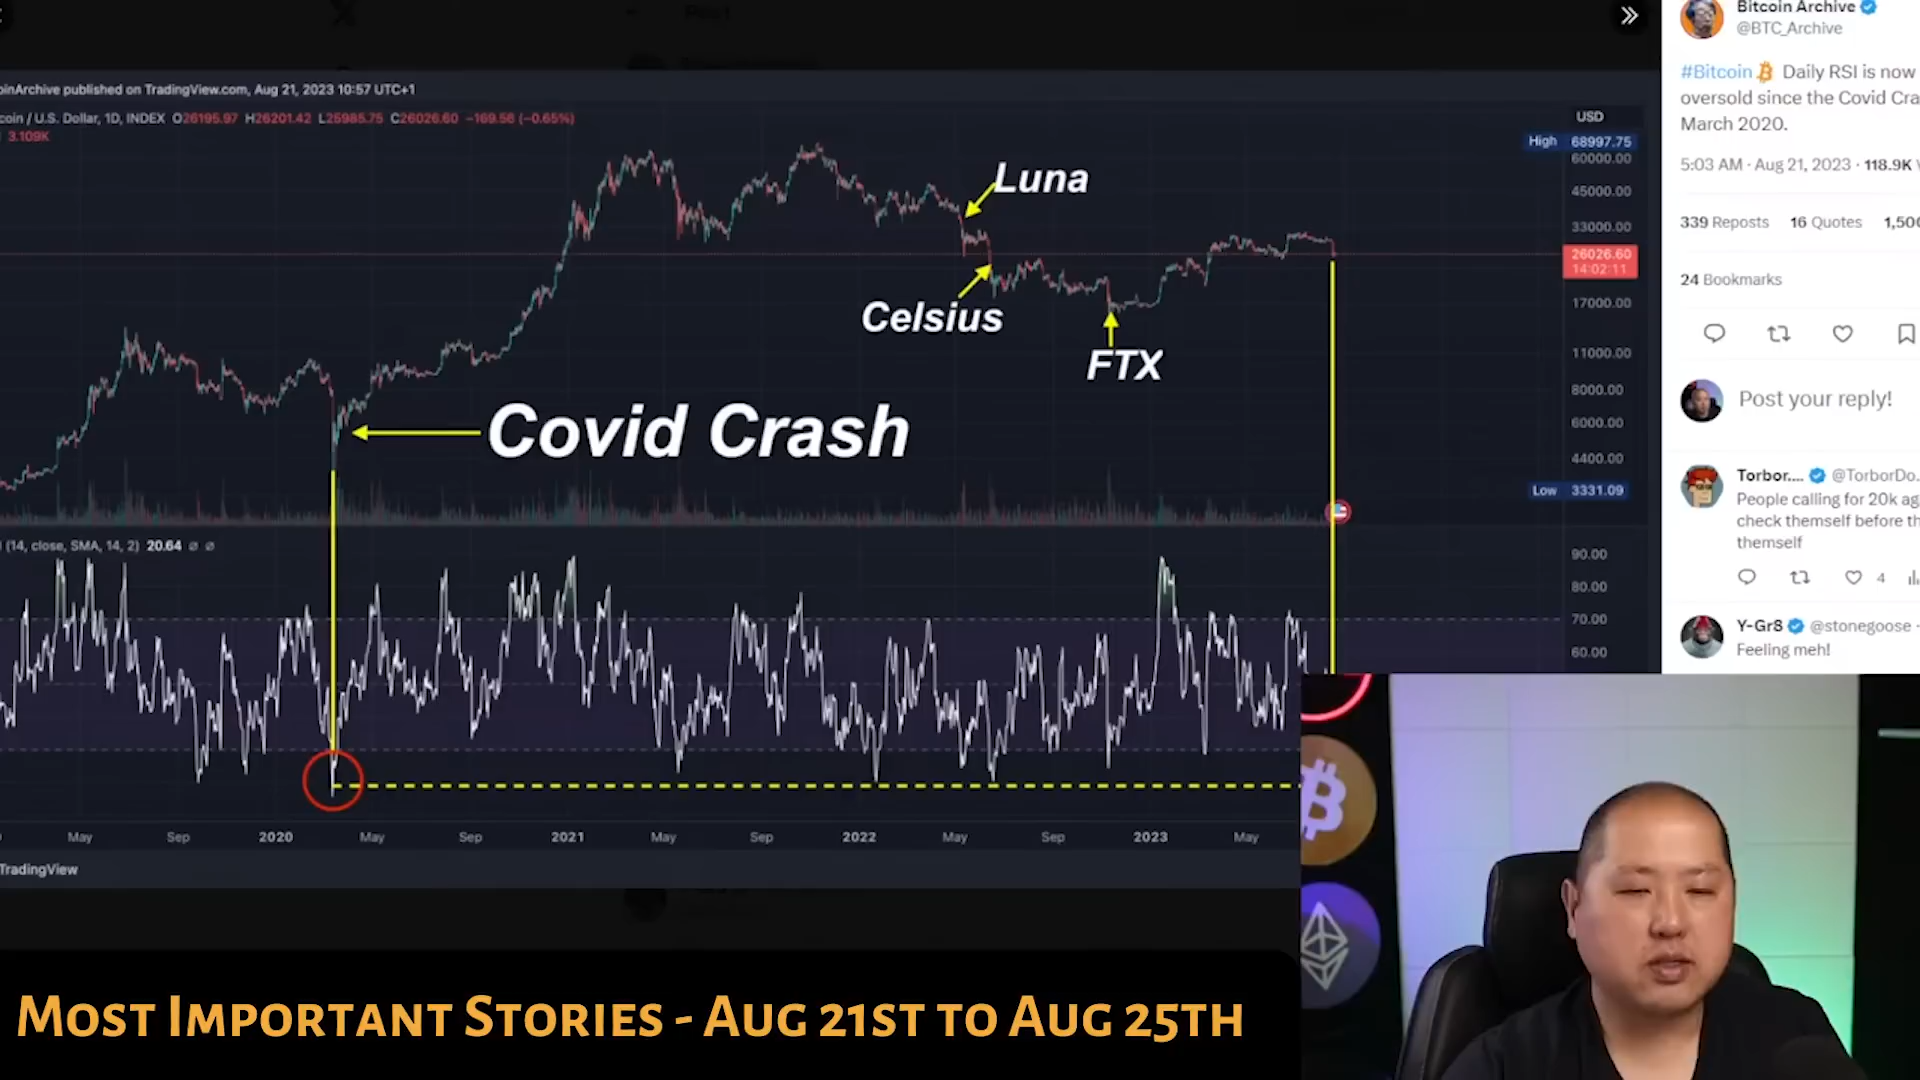 oinArchive published on TradingView.com, Aug 21, 2023 10:57 UTC+1
coin / U.S. Dollar, 1D, INDEX O26195.97 H26201.42 L25985.75 C26026.60 −169.56 (−0.65%)
3.109K
USD
High 68997.75
60000.00
45000.00
33000.00
26026.60
14:02:11
17000.00
11000.00
8000.00
6000.00
4400.00
Low 3331.09
Luna
Celsius
FTX
Covid Crash
(14, close, SMA, 14, 2) 20.64 ø ø
90.00
80.00
70.00
60.00
May Sep 2020 May Sep 2021 May Sep 2022 May Sep 2023 May
TradingView
Bitcoin Archive
@BTC_Archive
#Bitcoin Daily RSI is now
oversold since the Covid Cra
March 2020.
5:03 AM · Aug 21, 2023 · 118.9K
339 Reposts 16 Quotes 1,500
24 Bookmarks
Post your reply!
Torbor.... @TorborDo.
People calling for 20k ag
check themself before th
themself
4
Y-Gr8 @stonegoose ·
Feeling meh!
Most Important Stories - Aug 21st to Aug 25th